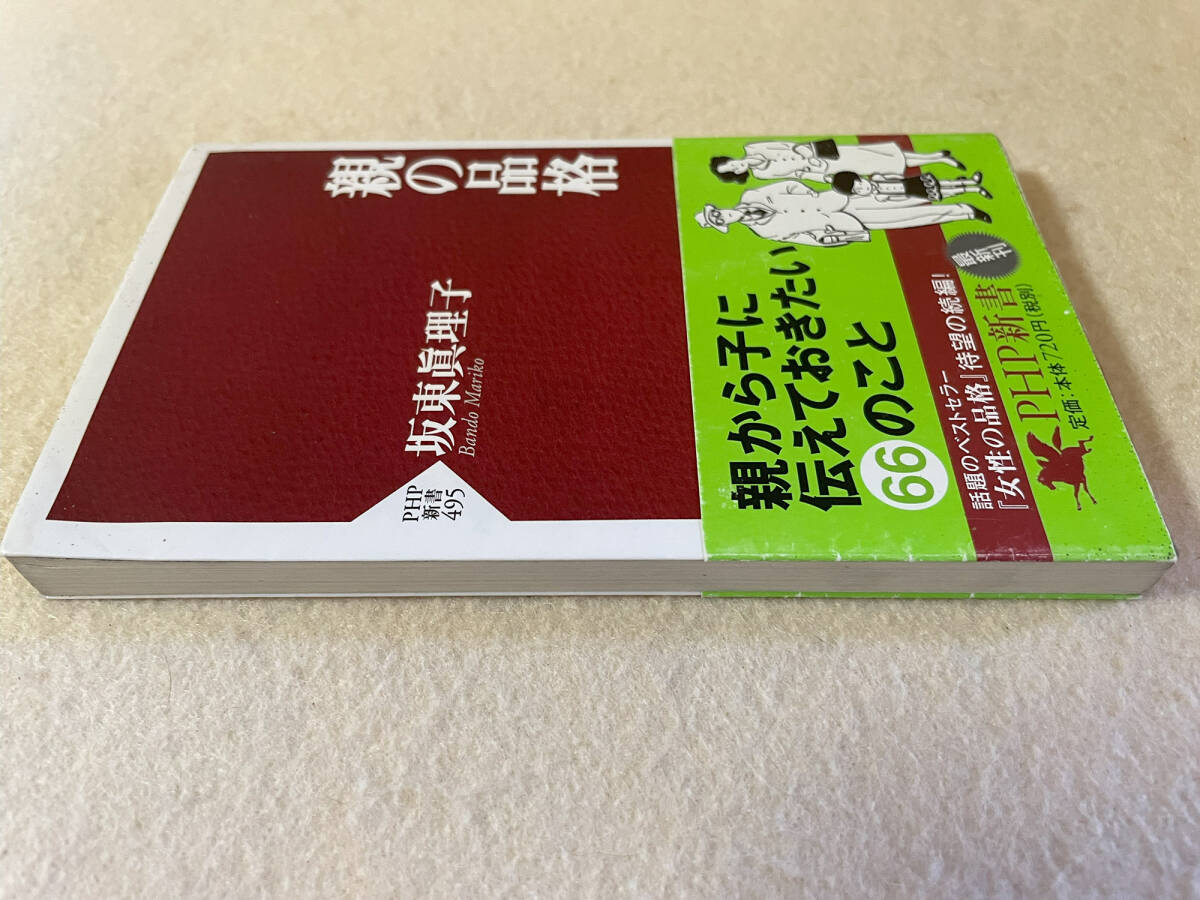 親の品格
坂東眞理子
Bando Mariko
PHP
新書
495
親から子に
伝えておきたい
66のこと
最新刊
話題のベストセラー
『女性の品格』待望の続編!
PHP新書
定価:本体720円(税別)